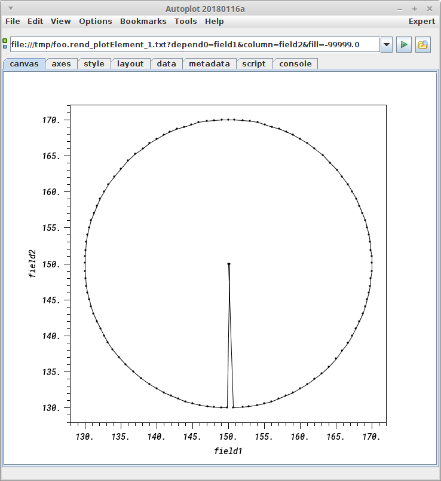 Autoplot 20180116a
File Edit View Options Bookmarks Tools Help Expert
file:///tmp/foo.rend_plotElement_1.txt?depend0=field1&column=field2&fill=-99999.0
canvas axes style layout data metadata script console
170.
165.
160.
155.
150.
145.
140.
135.
130.
field2
130. 135. 140. 145. 150. 155. 160. 165. 170.
field1